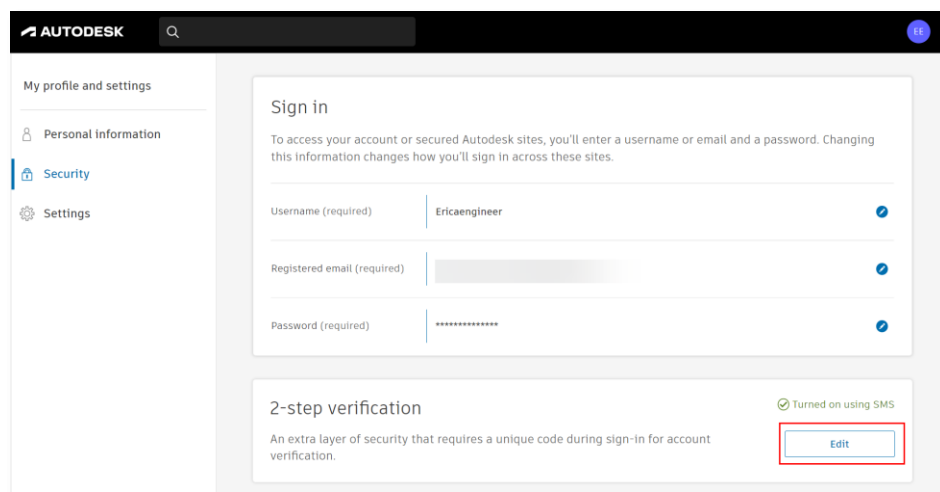 AUTODESK
EE
My profile and settings
Personal information
Security
Settings
Sign in
To access your account or secured Autodesk sites, you'll enter a username or email and a password. Changing
this information changes how you'll sign in across these sites.
Username (required)
Ericaengineer
Registered email (required)
Password (required)
**************
2-step verification
Turned on using SMS
An extra layer of security that requires a unique code during sign-in for account
verification.
Edit